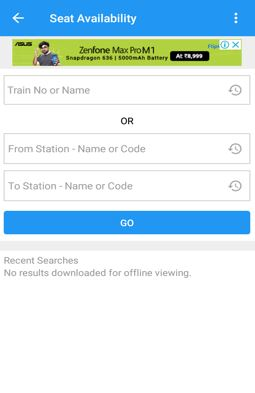 Seat Availability
ASUS
Zenfone Max Pro M1
Snapdragon 636 | 5000mAh Battery
At ₹8,999
Train No or Name
OR
From Station - Name or Code
To Station - Name or Code
GO
Recent Searches
No results downloaded for offline viewing.